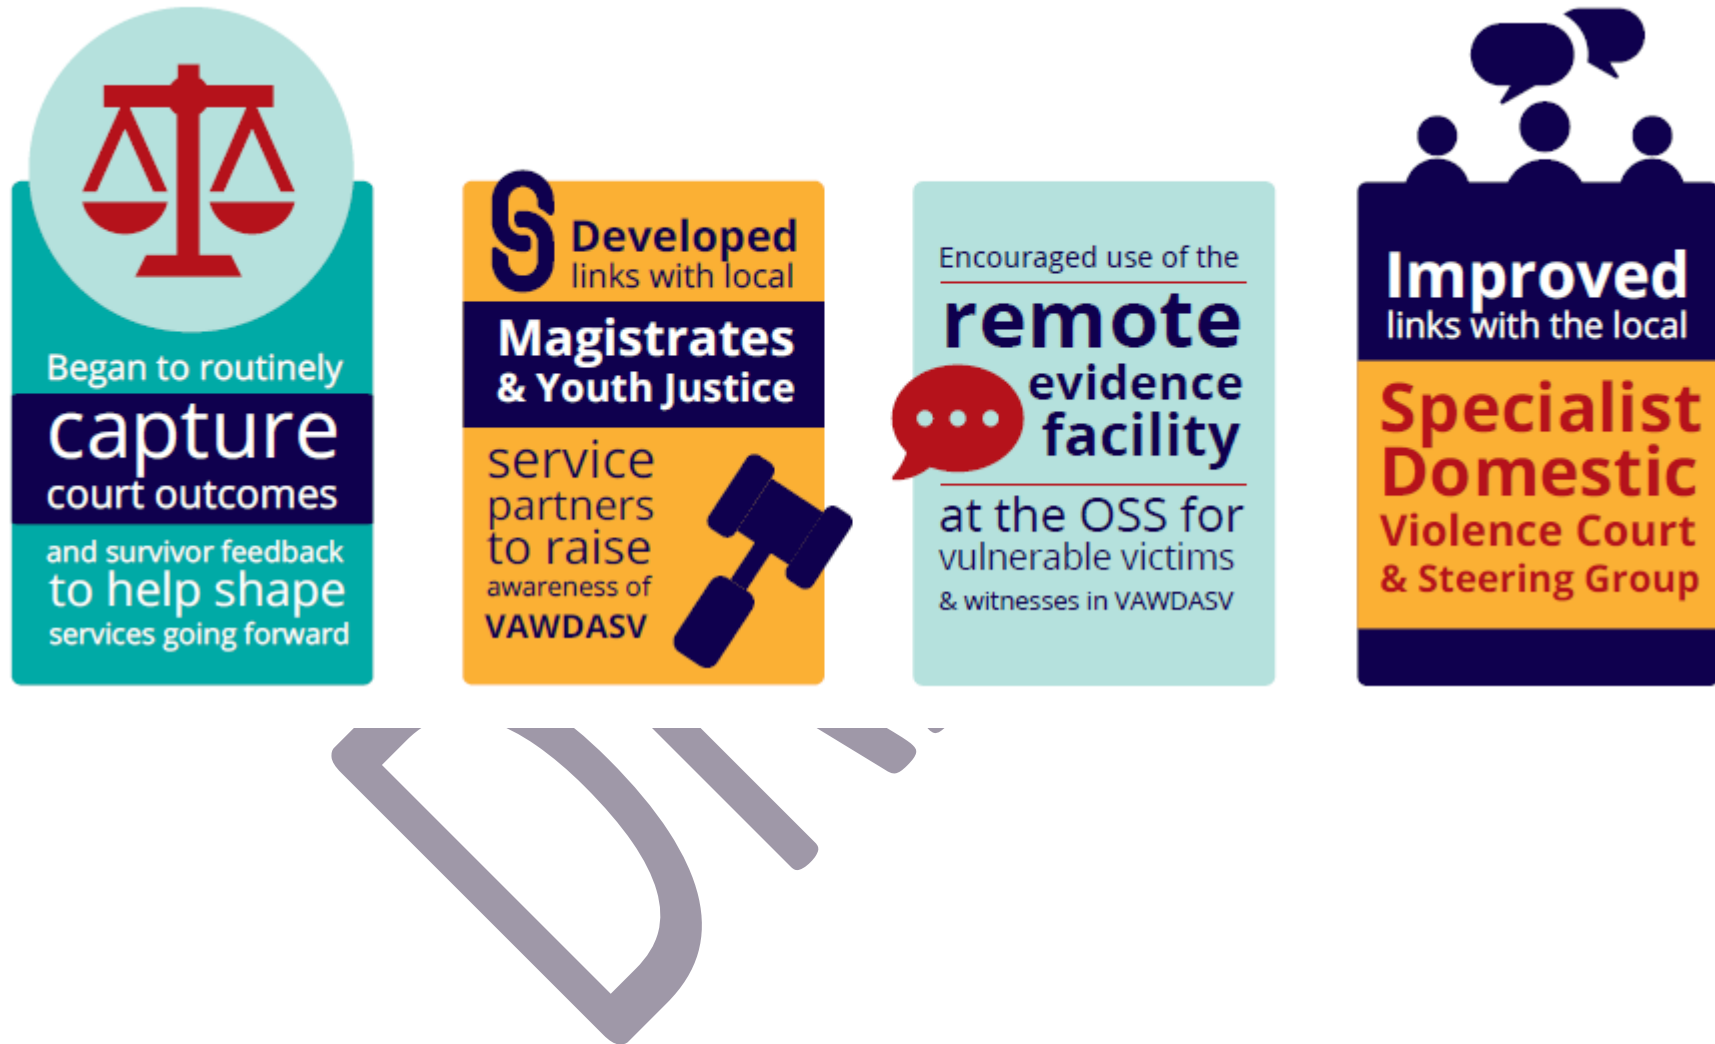 Began to routinely
capture
court outcomes
and survivor feedback
to help shape
services going forward
Developed
links with local
Magistrates
& Youth Justice
service
partners
to raise
awareness of
VAWDASV
Encouraged use of the
remote
evidence
facility
at the OSS for
vulnerable victims
& witnesses in VAWDASV
Improved
links with the local
Specialist
Domestic
Violence Court
& Steering Group